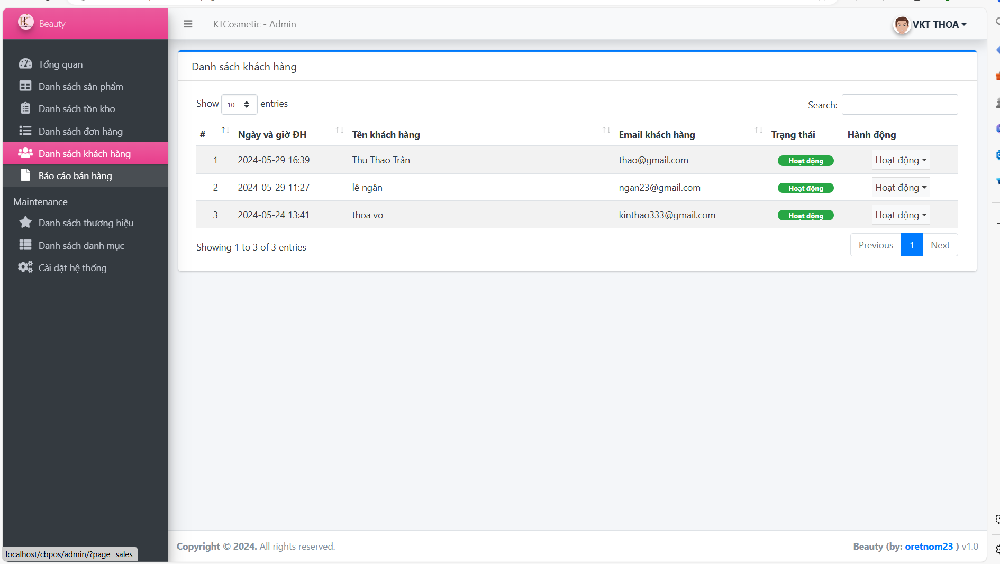 Beauty
KTCosmetic - Admin
VKT THOA
Tổng quan
Danh sách sản phẩm
Danh sách tồn kho
Danh sách đơn hàng
Danh sách khách hàng
Báo cáo bán hàng
Maintenance
Danh sách thương hiệu
Danh sách danh mục
Cài đặt hệ thống
Danh sách khách hàng
Show 10 entries
Search:
# Ngày và giờ ĐH Tên khách hàng Email khách hàng Trạng thái Hành động
1 2024-05-29 16:39 Thu Thao Trân thao@gmail.com Hoạt động Hoạt động
2 2024-05-29 11:27 lê ngân ngan23@gmail.com Hoạt động Hoạt động
3 2024-05-24 13:41 thoa vo kinthao333@gmail.com Hoạt động Hoạt động
Showing 1 to 3 of 3 entries
Previous 1 Next
Copyright © 2024. All rights reserved.
Beauty (by: oretnom23 ) v1.0
localhost/cbpos/admin/?page=sales